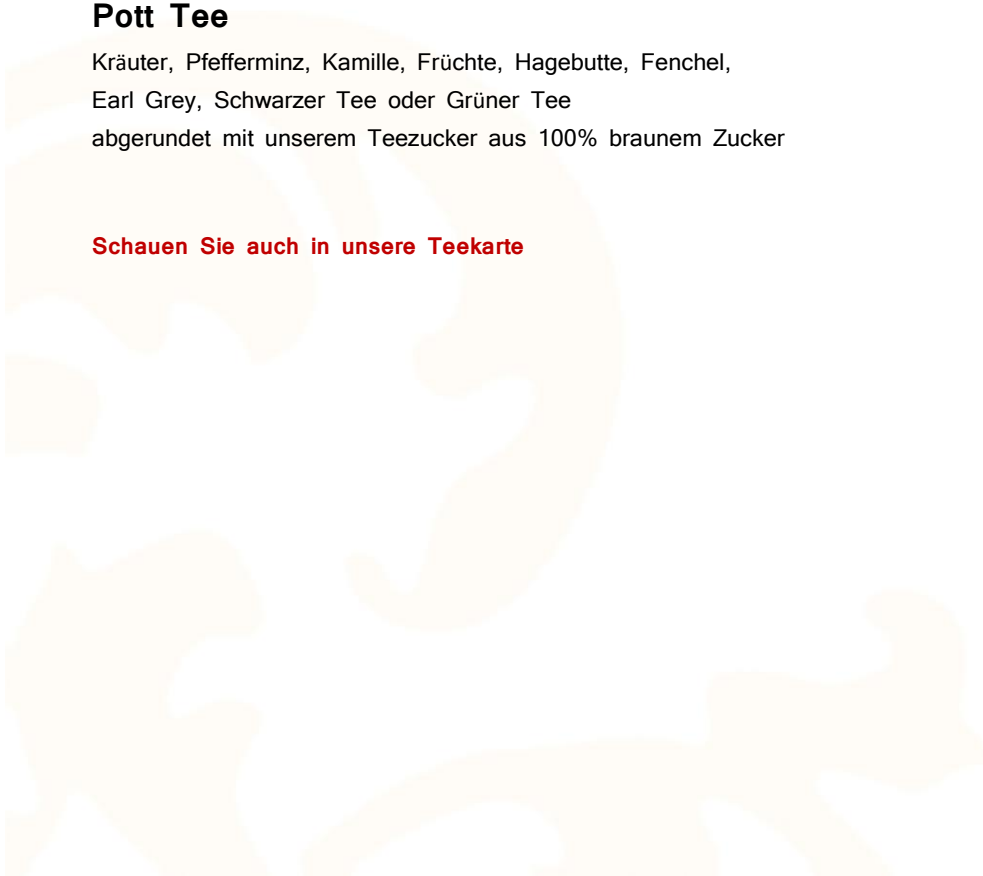 Pott Tee
Kräuter, Pfefferminz, Kamille, Früchte, Hagebutte, Fenchel,
Earl Grey, Schwarzer Tee oder Grüner Tee
abgerundet mit unserem Teezucker aus 100% braunem Zucker
Schauen Sie auch in unsere Teekarte